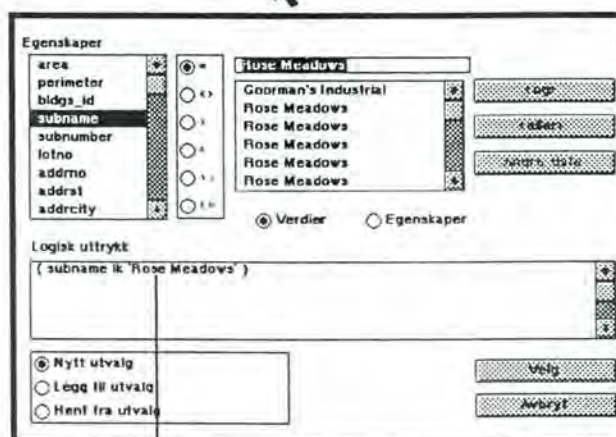 Egenskaper
area
perimeter
bldgs_id
subname
subnumber
lotno
addrno
addrst
addrcity
=
<>
Rose Meadows
Goorman's Industrial
Rose Meadows
Rose Meadows
Rose Meadows
Rose Meadows
Rose Meadows
Verdier
Egenskaper
Logisk uttrykk
( subname lk 'Rose Meadows' )
Nytt utvalg
Legg til utvalg
Hent fra utvalg
Velg
Avbryt